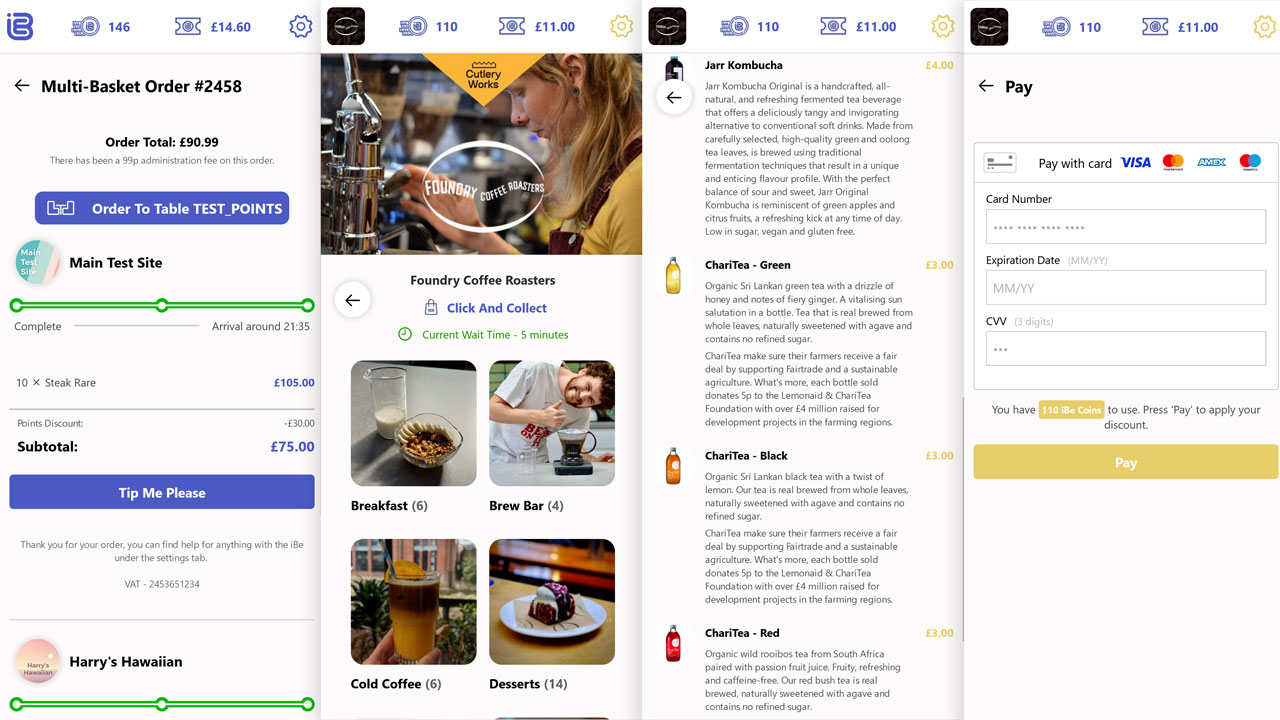 iB
146
£14.60
Multi-Basket Order #2458
Order Total: £90.99
There has been a 99p administration fee on this order.
Order To Table TEST_POINTS
Main
Test
Site
Main Test Site
Complete
Arrival around 21:35
10 × Steak Rare
£105.00
Points Discount:
-£30.00
Subtotal:
£75.00
Tip Me Please
Thank you for your order, you can find help for anything with the iBe
under the settings tab.
VAT - 2453651234
Harry's
Hawaiian
Harry's Hawaiian
110
£11.00
Cutlery
Works
FOUNDRY COFFEE ROASTERS
Foundry Coffee Roasters
Click And Collect
Current Wait Time - 5 minutes
Breakfast (6)
Brew Bar (4)
Cold Coffee (6)
Desserts (14)
110
£11.00
Jarr Kombucha
£4.00
Jarr Kombucha Original is a handcrafted, all-
natural, and refreshing fermented tea beverage
that offers a deliciously tangy and invigorating
alternative to conventional soft drinks. Made from
carefully selected, high-quality green and oolong
tea leaves, is brewed using traditional
fermentation techniques that result in a unique
and enticing flavour profile. With the perfect
balance of sour and sweet, Jarr Original
Kombucha is reminiscent of green apples and
citrus fruits, a refreshing kick at any time of day.
Low in sugar, vegan and gluten free.
ChariTea - Green
£3.00
Organic Sri Lankan green tea with a drizzle of
honey and notes of fiery ginger. A vitalising sun
salutation in a bottle. Tea that is real brewed from
whole leaves, naturally sweetened with agave and
contains no refined sugar.
ChariTea make sure their farmers receive a fair
deal by supporting Fairtrade and a sustainable
agriculture. What's more, each bottle sold
donates 5p to the Lemonaid & ChariTea
Foundation with over £4 million raised for
development projects in the farming regions.
ChariTea - Black
£3.00
Organic Sri Lankan black tea with a twist of
lemon. Our tea is real brewed from whole leaves,
naturally sweetened with agave and contains no
refined sugar.
ChariTea make sure their farmers receive a fair
deal by supporting Fairtrade and a sustainable
agriculture. What's more, each bottle sold
donates 5p to the Lemonaid & ChariTea
Foundation with over £4 million raised for
development projects in the farming regions.
ChariTea - Red
£3.00
Organic wild rooibos tea from South Africa
paired with passion fruit juice. Fruity, refreshing
and caffeine-free. Our red bush tea is real
brewed, naturally sweetened with agave and
contains no refined sugar.
110
£11.00
Pay
Pay with card
VISA
mastercard
AMEX
maestro
Card Number
•••• •••• •••• ••••
Expiration Date (MM/YY)
MM/YY
CVV (3 digits)
•••
You have 110 iBe Coins to use. Press 'Pay' to apply your
discount.
Pay